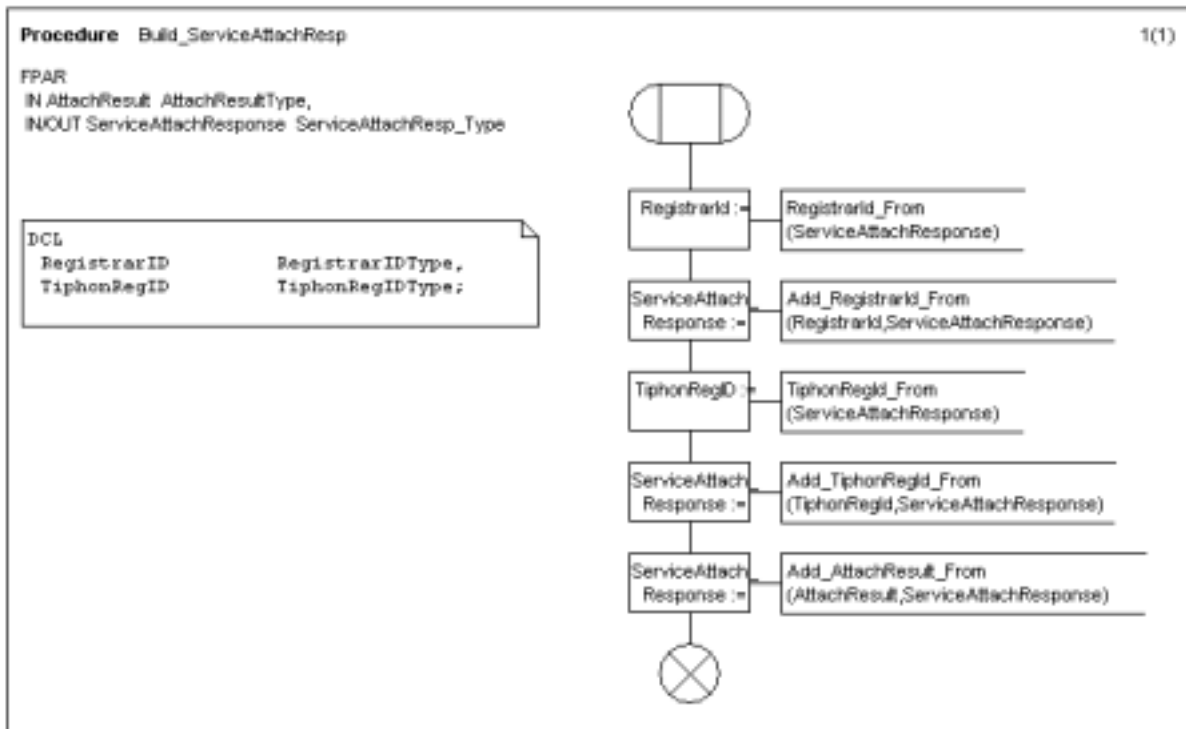 Procedure Build_ServiceAttachResp
1(1)
FPAR
IN AttachResult AttachResultType,
IN/OUT ServiceAttachResponse ServiceAttachResp_Type
DCL
RegistrarID RegistrarIDType,
TiphonRegID TiphonRegIDType;
RegistrarId :=
RegistrarId_From
(ServiceAttachResponse)
ServiceAttach_
Response :=
Add_RegistrarId_From
(RegistrarId,ServiceAttachResponse)
TiphonRegID :=
TiphonRegId_From
(ServiceAttachResponse)
ServiceAttach_
Response :=
Add_TiphonRegId_From
(TiphonRegId,ServiceAttachResponse)
ServiceAttach_
Response :=
Add_AttachResult_From
(AttachResult,ServiceAttachResponse)